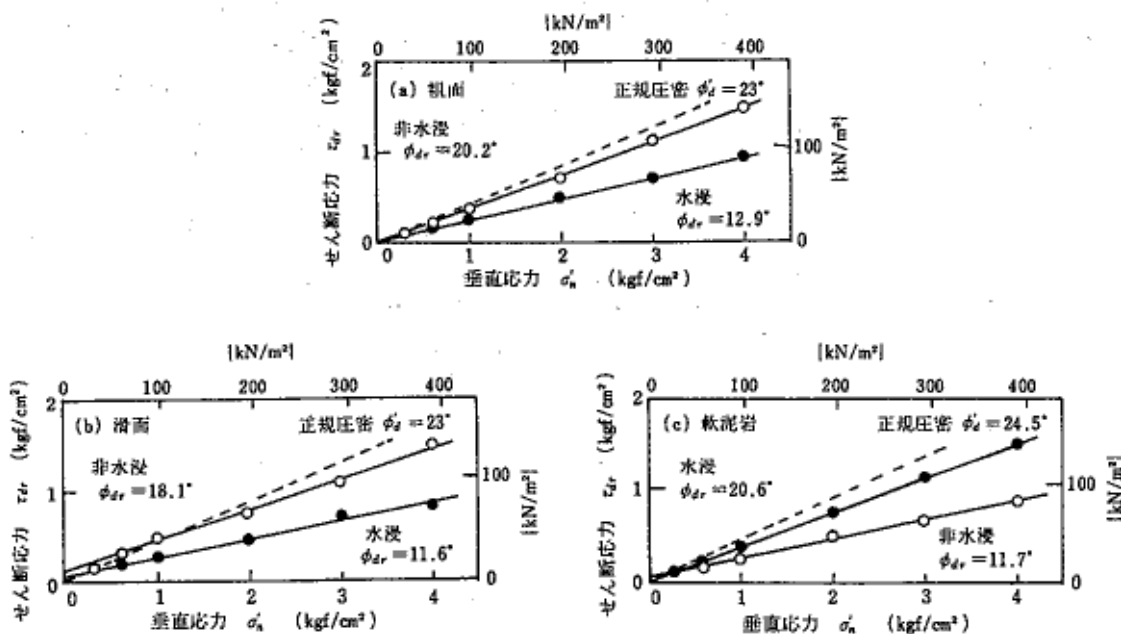 {kN/m²}
0 100 200 300 400
せん断応力 τdr (kgf/cm²)
2
1
0
(a) 粗面
正規圧密 φ'd=23°
非水浸
φdr=20.2°
水浸
φdr=12.9°
100
0
{kN/m²}
0 1 2 3 4
垂直応力 σ'n (kgf/cm²)
{kN/m²}
0 100 200 300 400
せん断応力 τdr (kgf/cm²)
2
1
0
(b) 滑面
正規圧密 φ'd=23°
非水浸
φdr=18.1°
水浸
φdr=11.6°
100
0
{kN/m²}
0 1 2 3 4
垂直応力 σ'n (kgf/cm²)
{kN/m²}
0 100 200 300 400
せん断応力 τdr (kgf/cm²)
2
1
0
(c) 軟泥岩
正規圧密 φ'd=24.5°
水浸
φdr=20.6°
非水浸
φdr=11.7°
100
0
{kN/m²}
0 1 2 3 4
垂直応力 σ'n (kgf/cm²)